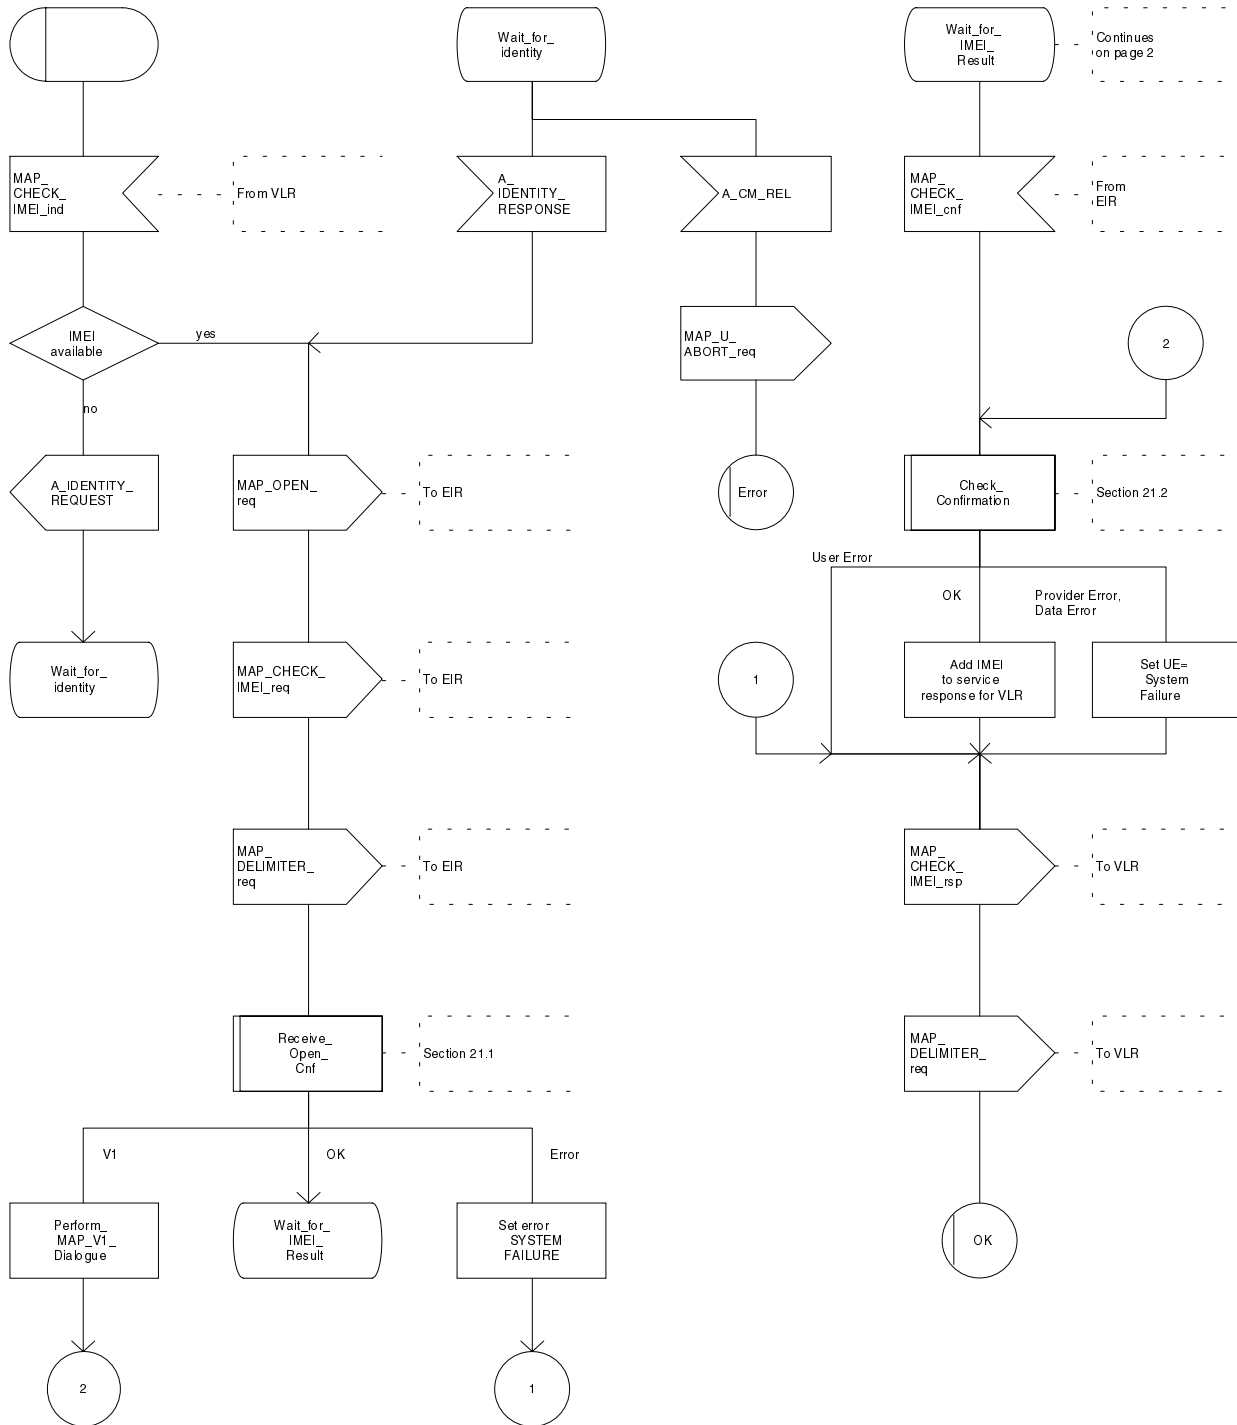 Wait_for_
identity
Wait_for_
IMEI_
Result
Continues
on page 2
MAP_
CHECK_
IMEI_ind
From VLR
A_
IDENTITY_
RESPONSE
A_CM_REL
MAP_
CHECK_
IMEI_cnf
From
EIR
IMEI
available
yes
no
MAP_U_
ABORT_req
2
A_IDENTITY_
REQUEST
MAP_OPEN_
req
To EIR
Error
Check_
Confirmation
Section 21.2
User Error
OK
Provider Error,
Data Error
Wait_for_
identity
MAP_CHECK_
IMEI_req
To EIR
1
Add IMEI
to service
response for VLR
Set UE=
System
Failure
MAP_
DELIMITER_
req
To EIR
MAP_
CHECK_
IMEI_rsp
To VLR
Receive_
Open_
Cnf
Section 21.1
MAP_
DELIMITER_
req
To VLR
V1
OK
Error
Perform_
MAP_V1_
Dialogue
Wait_for_
IMEI_
Result
Set error
SYSTEM
FAILURE
OK
2
1